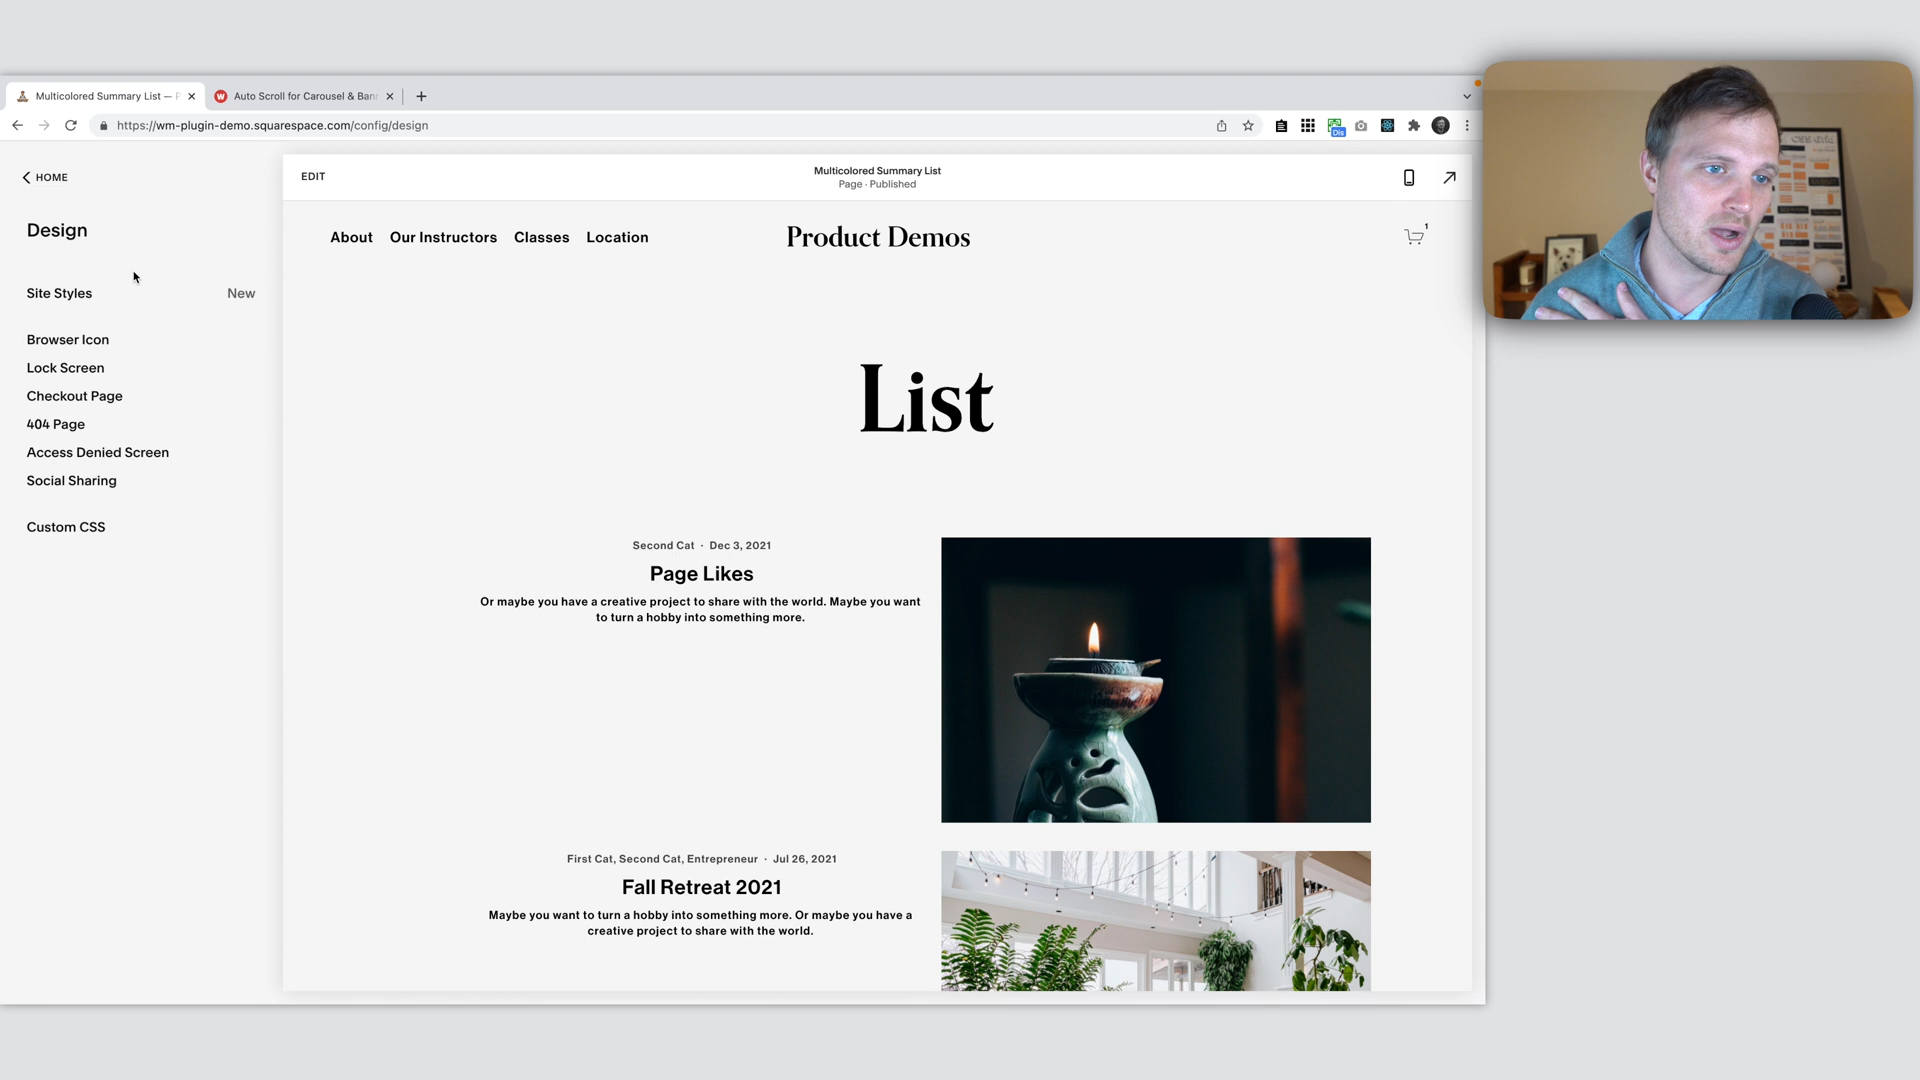 Multicolored Summary List — P
Auto Scroll for Carousel & Ban
https://wm-plugin-demo.squarespace.com/config/design
Dis
HOME
EDIT
Multicolored Summary List
Page · Published
Design
About
Our Instructors
Classes
Location
Product Demos
1
Site Styles
New
Browser Icon
Lock Screen
Checkout Page
404 Page
Access Denied Screen
Social Sharing
Custom CSS
List
Second Cat · Dec 3, 2021
Page Likes
Or maybe you have a creative project to share with the world. Maybe you want
to turn a hobby into something more.
First Cat, Second Cat, Entrepreneur · Jul 26, 2021
Fall Retreat 2021
Maybe you want to turn a hobby into something more. Or maybe you have a
creative project to share with the world.